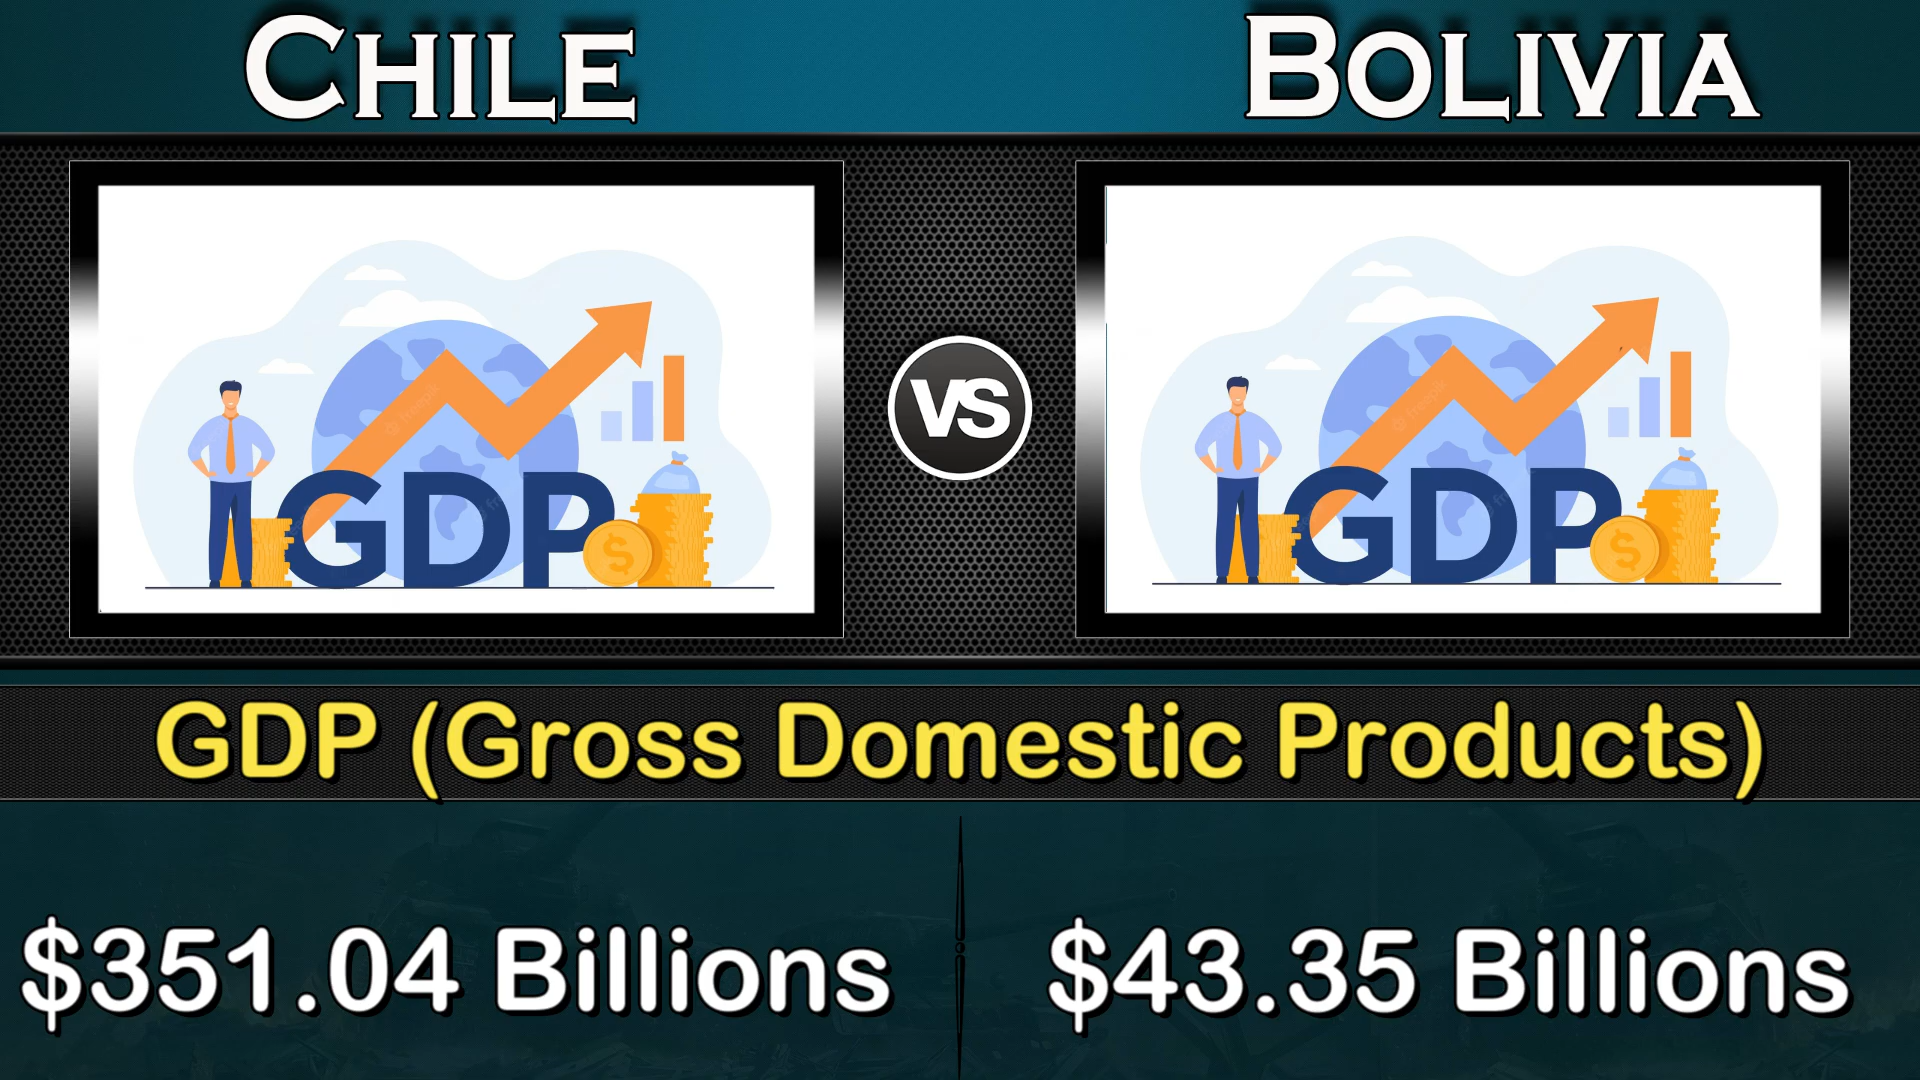 CHILE
BOLIVIA
VS
GDP
$
GDP
$
GDP (Gross Domestic Products)
$351.04 Billions
$43.35 Billions